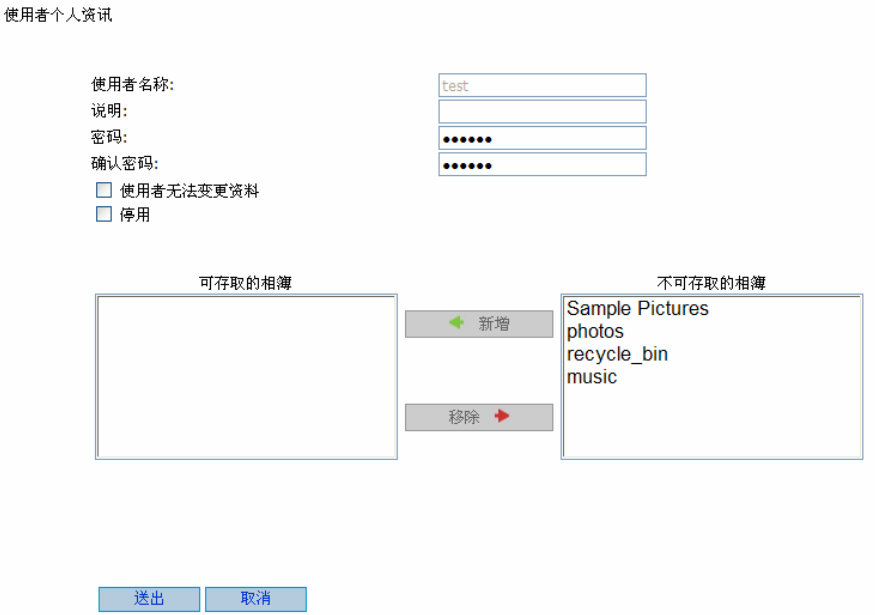 使用者个人资讯
使用者名称: test
说明:
密码: ••••••
确认密码: ••••••
使用者无法变更资料
停用
可存取的相簿 不可存取的相簿
新增 Sample Pictures
photos
recycle_bin
music
移除
送出 取消